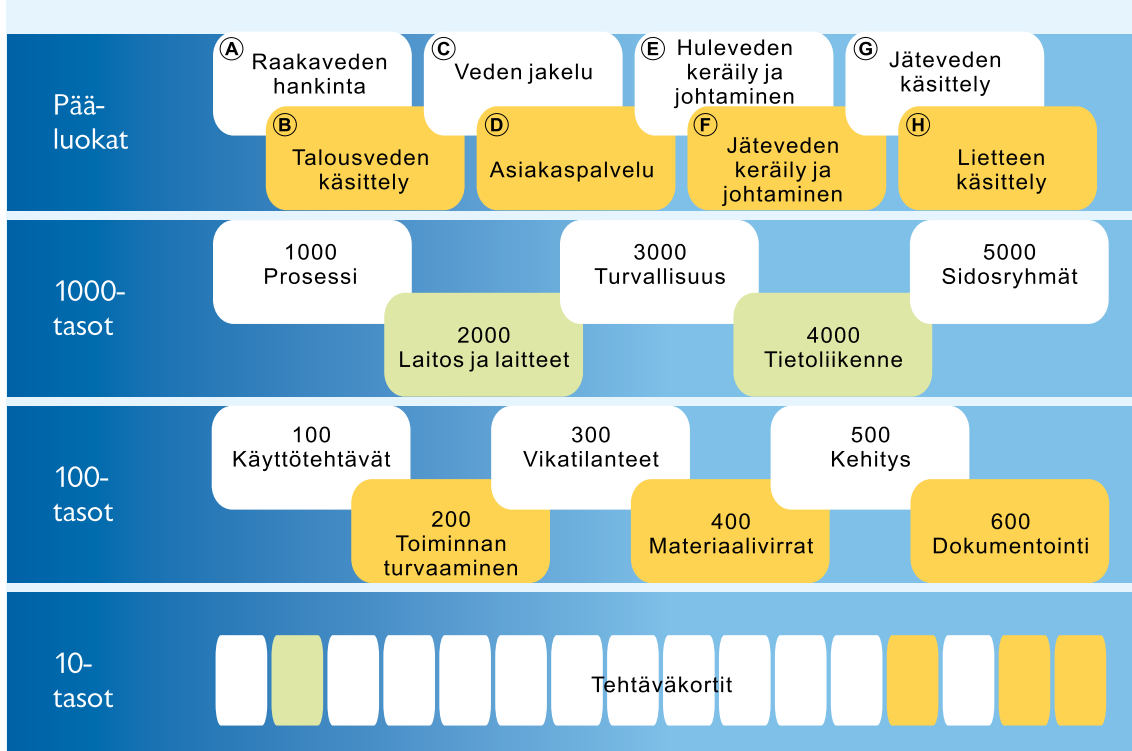 Pää-
luokat
A
Raakaveden
hankinta
B
Talousveden
käsittely
C
Veden jakelu
D
Asiakaspalvelu
E
Huleveden
keräily ja
johtaminen
F
Jäteveden
keräily ja
johtaminen
G
Jäteveden
käsittely
H
Lietteen
käsittely
1000-
tasot
1000
Prosessi
2000
Laitos ja laitteet
3000
Turvallisuus
4000
Tietoliikenne
5000
Sidosryhmät
100-
tasot
100
Käyttötehtävät
200
Toiminnan
turvaaminen
300
Vikatilanteet
400
Materiaalivirrat
500
Kehitys
600
Dokumentointi
10-
tasot
Tehtäväkortit